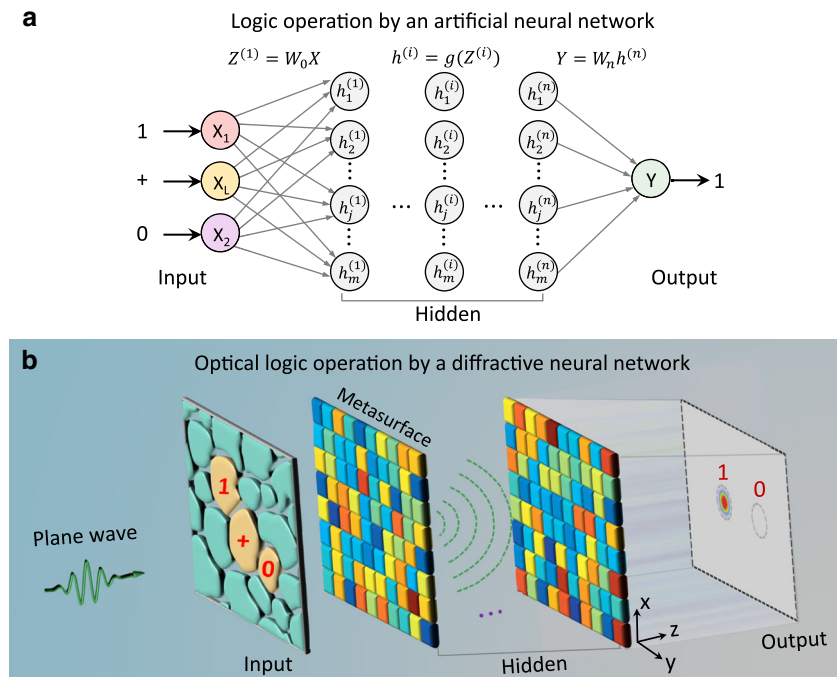 a
Logic operation by an artificial neural network
Z^{(1)} = W_0X
h^{(i)} = g(Z^{(i)})
Y = W_nh^{(n)}
h_1^{(1)} h_1^{(i)} h_1^{(n)}
1 X_1
h_2^{(1)} h_2^{(i)} h_2^{(n)}
+ X_L Y 1
h_j^{(1)} ... h_j^{(i)} ... h_j^{(n)}
0 X_2
h_m^{(1)} h_m^{(i)} h_m^{(n)}
Input
Output
Hidden
b
Optical logic operation by a diffractive neural network
Metasurface
1
+
0
Plane wave
1
0
...
x
z
y
Input
Hidden
Output